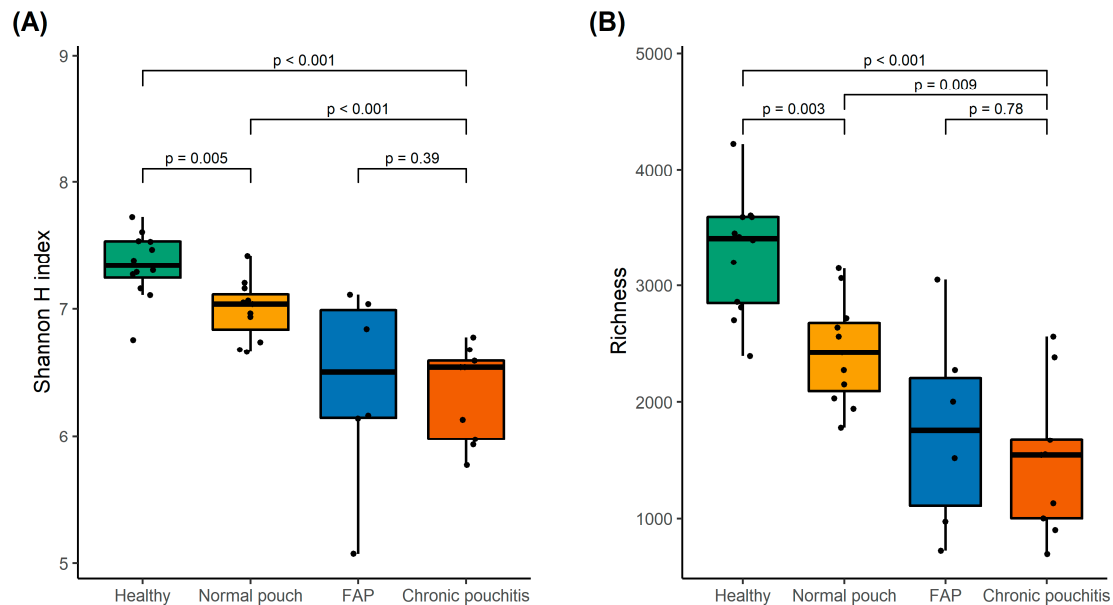 (A)
Shannon H index
9
8
7
6
5
p < 0.001
p < 0.001
p = 0.005
p = 0.39
Healthy
Normal pouch
FAP
Chronic pouchitis
(B)
Richness
5000
4000
3000
2000
1000
p < 0.001
p = 0.009
p = 0.003
p = 0.78
Healthy
Normal pouch
FAP
Chronic pouchitis